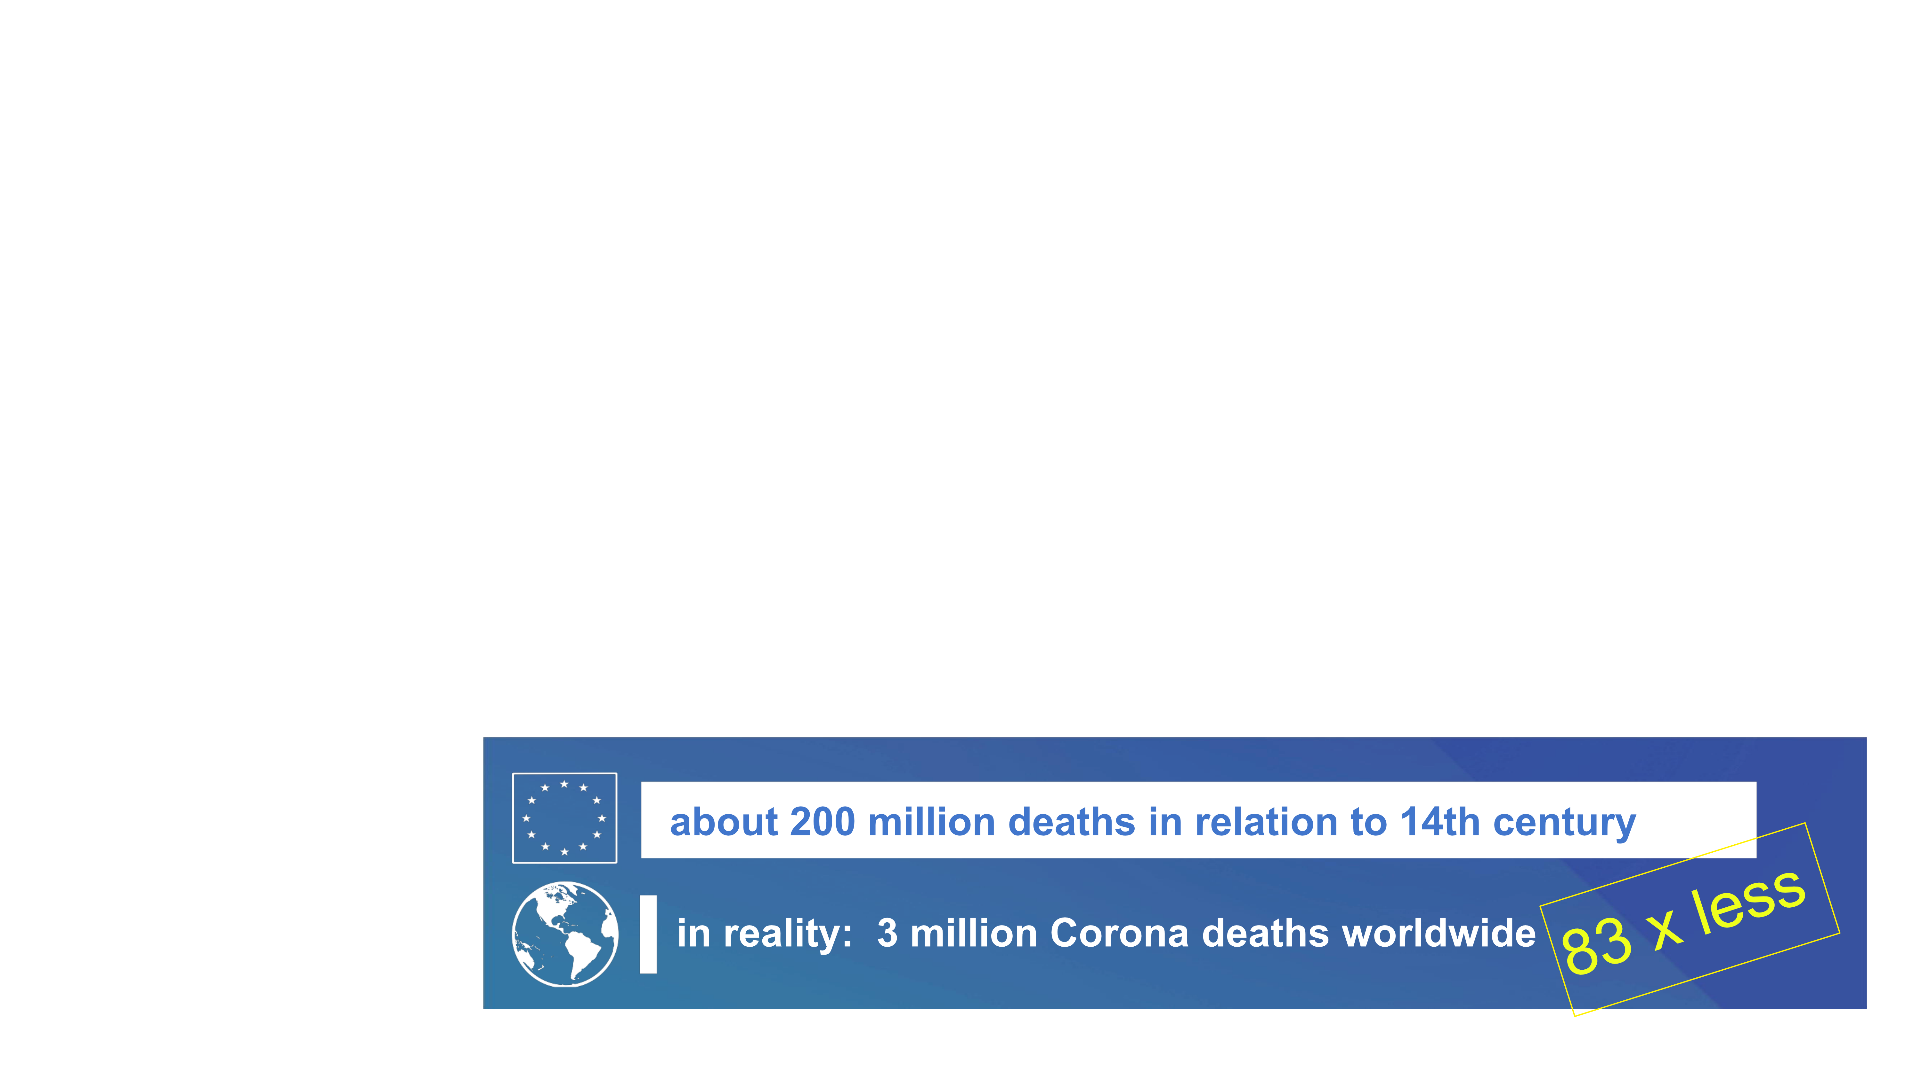 about 200 million deaths in relation to 14th century
in reality: 3 million Corona deaths worldwide
83 x less